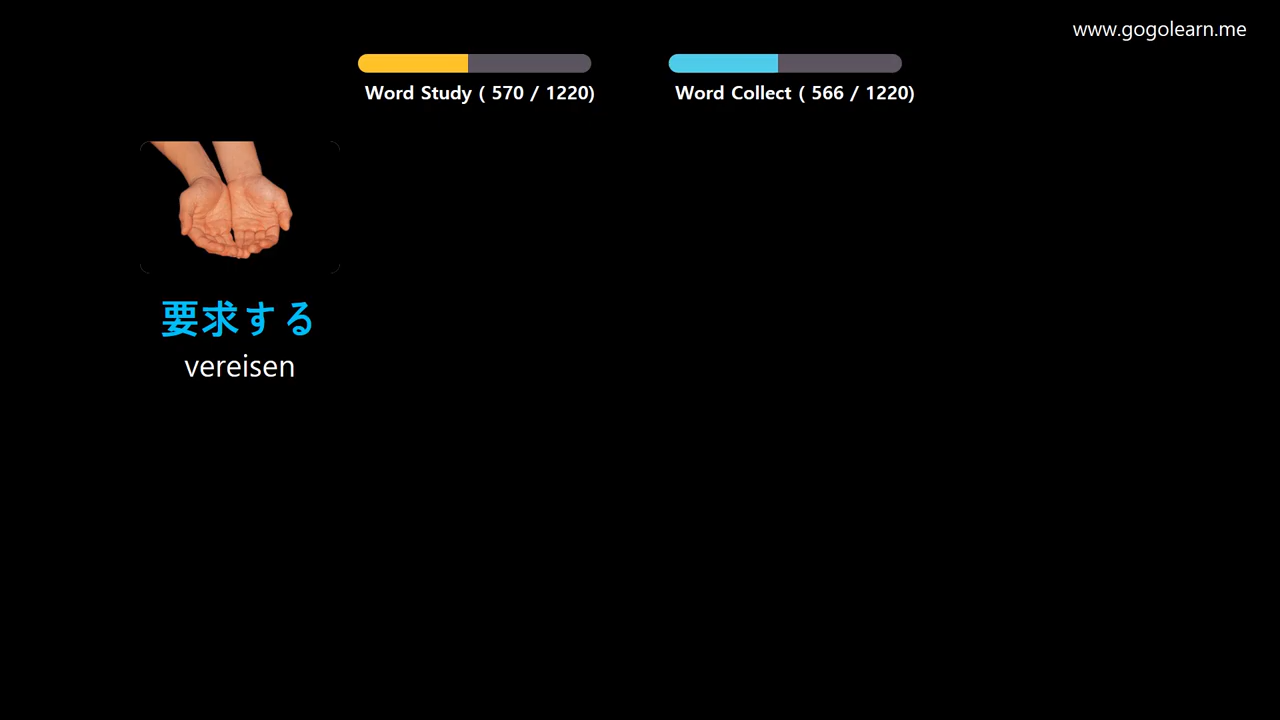 www.gogolearn.me
Word Study ( 570 / 1220)
Word Collect ( 566 / 1220)
要求する
vereisen